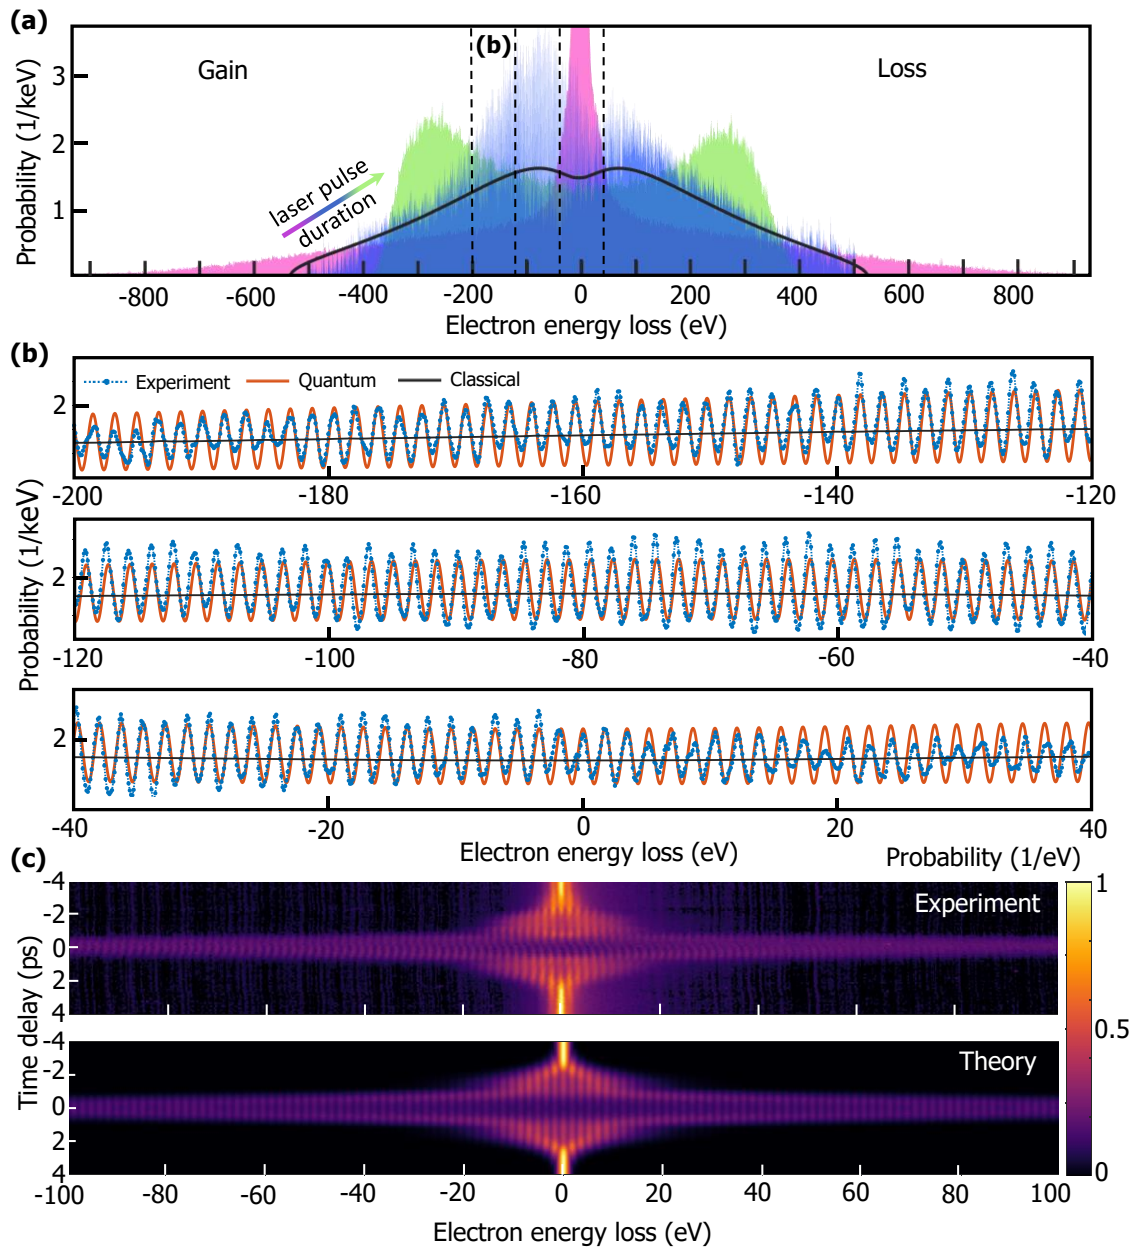 (a)
Gain
(b)
Loss
laser pulse
duration
Probability (1/keV)
3
2
1
-800
-600
-400
-200
0
200
400
600
800
Electron energy loss (eV)
(b)
Experiment
Quantum
Classical
2
-200
-180
-160
-140
-120
Probability (1/keV)
2
-120
-100
-80
-60
-40
2
-40
-20
0
20
40
Electron energy loss (eV)
(c)
Probability (1/eV)
-4
-2
0
2
4
Experiment
1
0.5
0
Time delay (ps)
-4
-2
0
2
4
Theory
-100
-80
-60
-40
-20
0
20
40
60
80
100
Electron energy loss (eV)